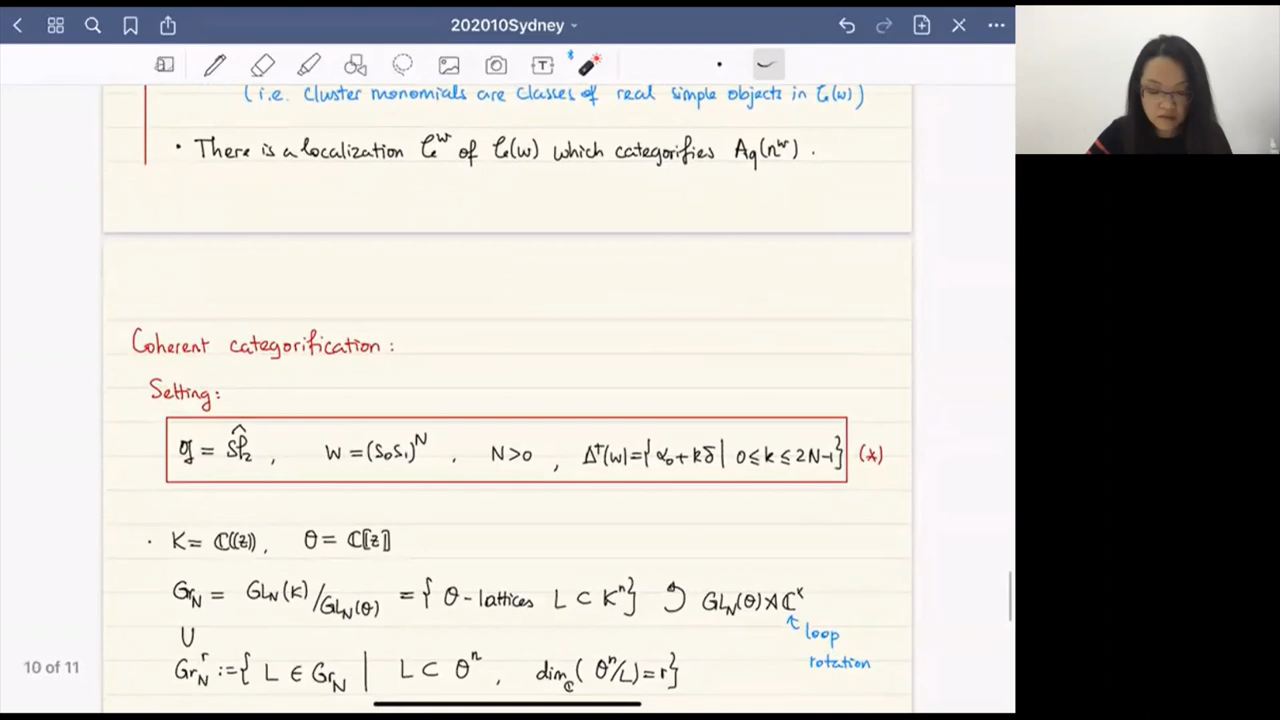 202010Sydney
(i.e. Cluster monomials are classes of real simple objects in 𝒞(w))
• There is a localization 𝒞^w of 𝒞(w) which categorifies Aq(n^w).
Coherent categorification:
Setting:
𝔤 = ŝl₂, W = (S₀S₁)^N, N>0, Δ⁺(w)={α₀+kδ | 0≤k≤2N-1} (*)
• K = ℂ((z)), O = ℂ[[z]]
Gr_N = GL_N(K)/GL_N(O) = { O-lattices L ⊂ K^n} ↺ GL_N(O)⋊ℂ^×
∪
↑ loop
rotation
Gr_N^r := { L ∈ Gr_N | L ⊂ O^n, dim_ℂ(O^n/L)=r}
10 of 11